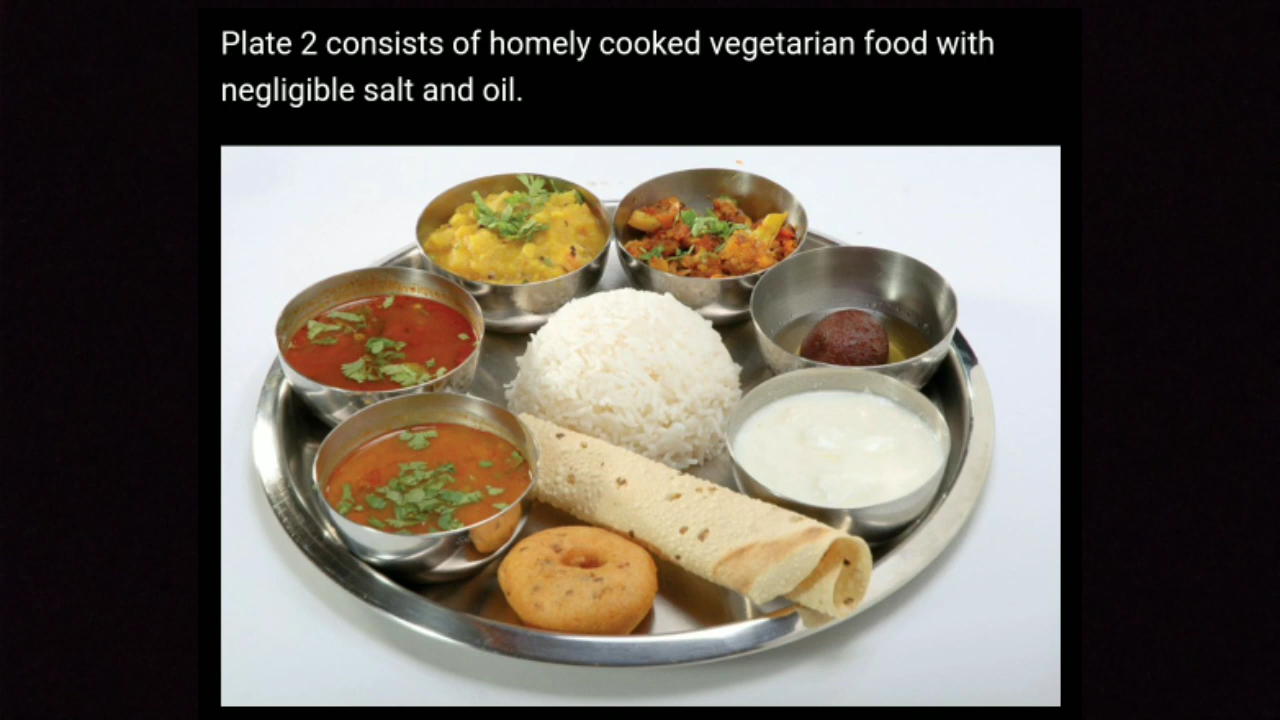 Plate 2 consists of homely cooked vegetarian food with
negligible salt and oil.